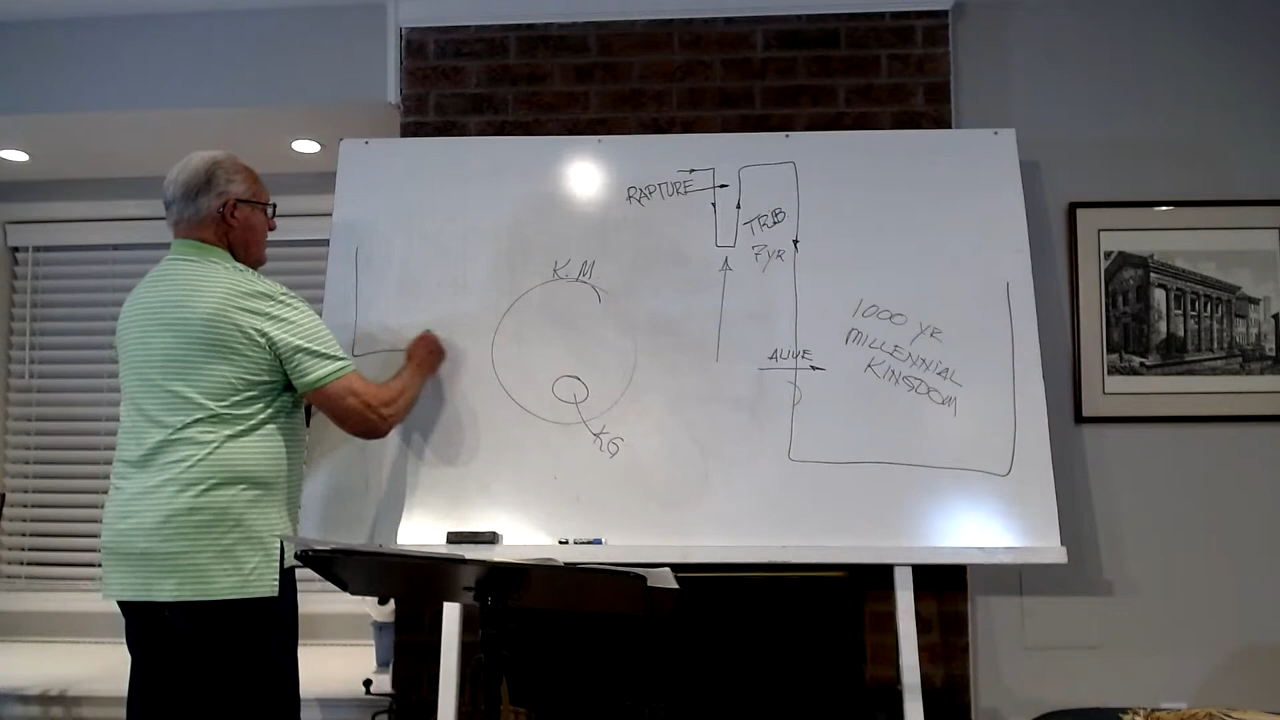 RAPTURE
TRIB
7YR
K.M
1000 YR
MILLENNIAL
KINGDOM
ALIVE
KG